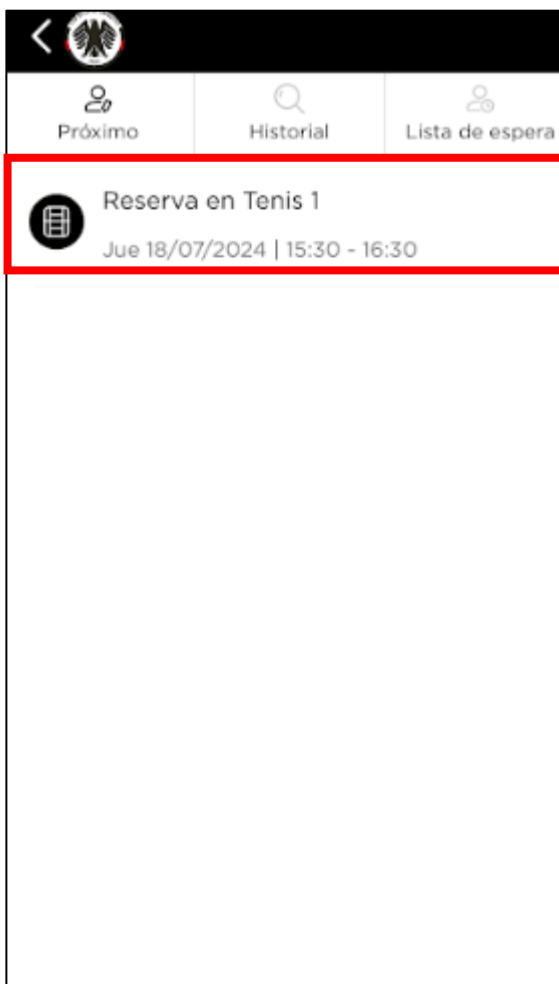 Próximo
Historial
Lista de espera
Reserva en Tenis 1
Jue 18/07/2024 | 15:30 - 16:30